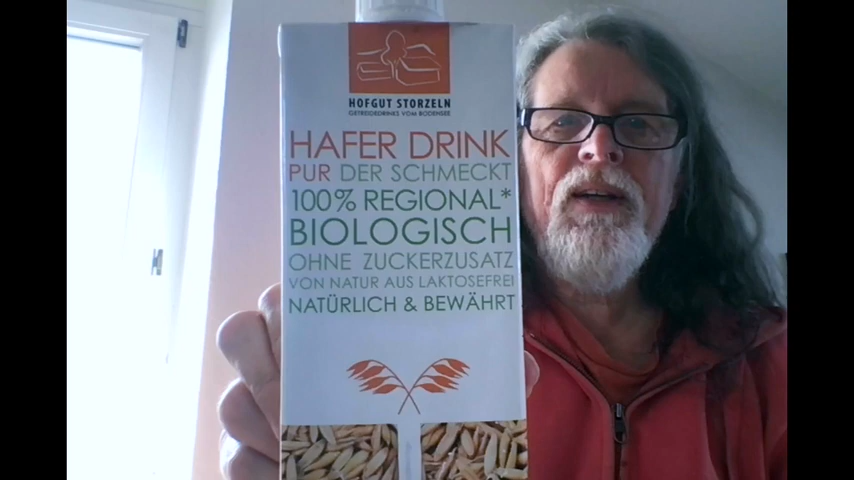 HOFGUT STORZELN
GETREIDEDRINKS VOM BODENSEE
HAFER DRINK
PUR DER SCHMECKT
100% REGIONAL*
BIOLOGISCH
OHNE ZUCKERZUSATZ
VON NATUR AUS LAKTOSEFREI
NATÜRLICH & BEWÄHRT